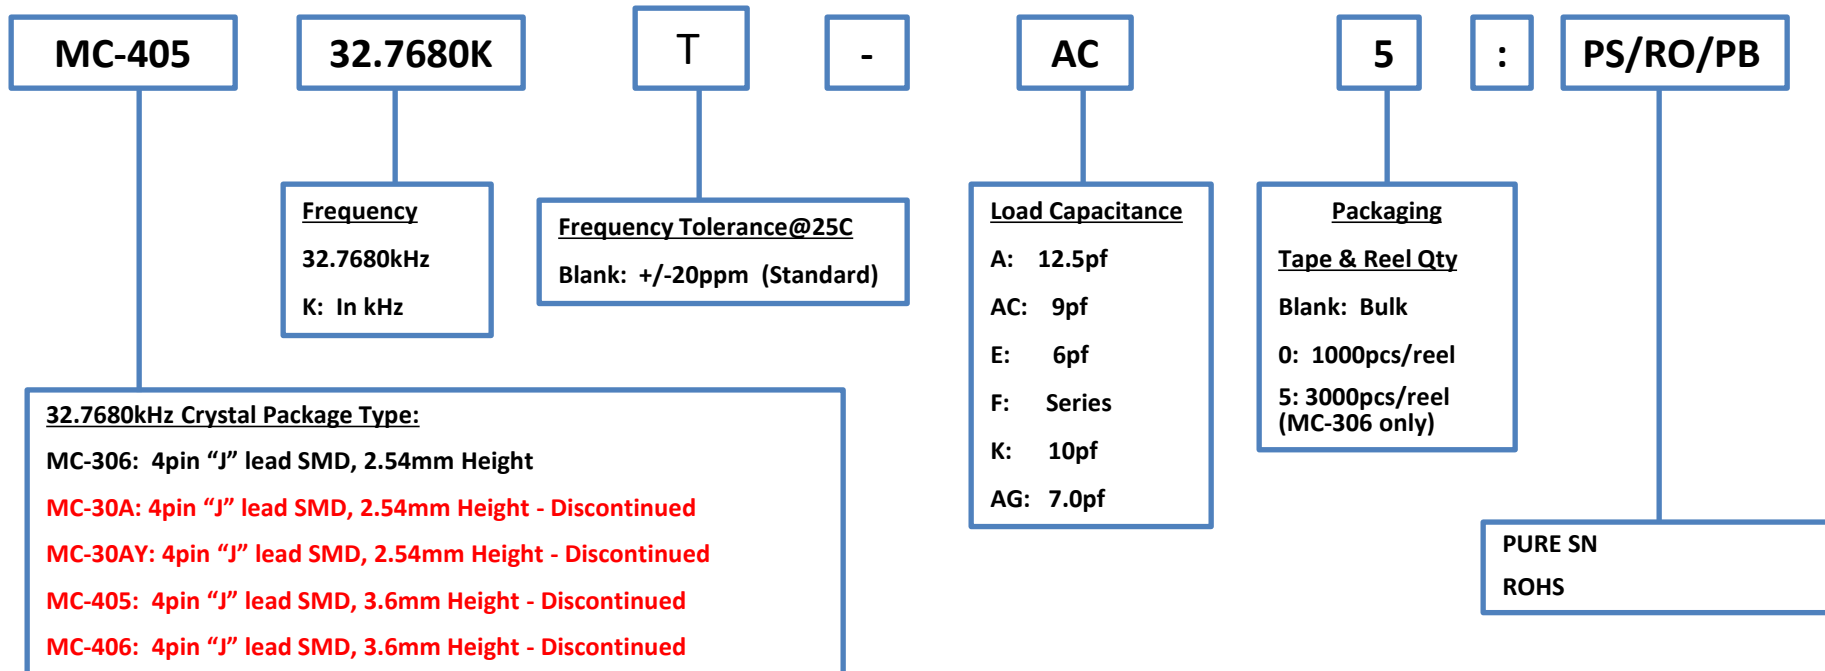 MC-405 32.7680K T - AC 5 : PS/RO/PB
Frequency
32.7680kHz
K: In kHz
Frequency Tolerance@25C
Blank: +/-20ppm (Standard)
Load Capacitance
A: 12.5pf
AC: 9pf
E: 6pf
F: Series
K: 10pf
AG: 7.0pf
Packaging
Tape & Reel Qty
Blank: Bulk
0: 1000pcs/reel
5: 3000pcs/reel
(MC-306 only)
32.7680kHz Crystal Package Type:
MC-306: 4pin “J” lead SMD, 2.54mm Height
MC-30A: 4pin “J” lead SMD, 2.54mm Height - Discontinued
MC-30AY: 4pin “J” lead SMD, 2.54mm Height - Discontinued
MC-405: 4pin “J” lead SMD, 3.6mm Height - Discontinued
MC-406: 4pin “J” lead SMD, 3.6mm Height - Discontinued
PURE SN
ROHS